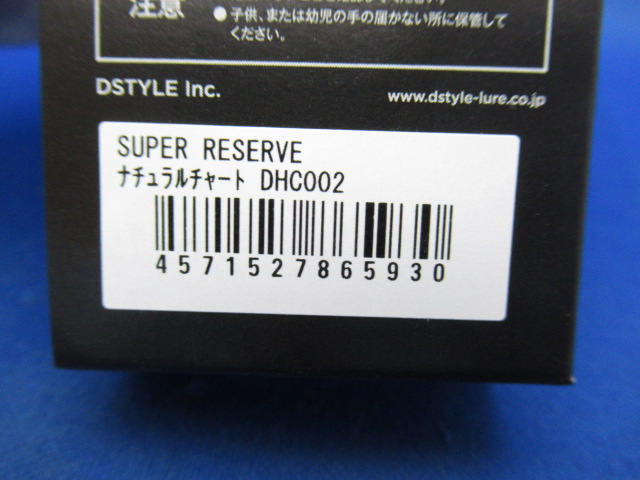 注意
●子供、または幼児の手の届かない所に保管して
ください。
DSTYLE Inc.
www.dstyle-lure.co.jp
SUPER RESERVE
ﾅﾁｭﾗﾙﾁｬｰﾄ DHC002
4571527865930